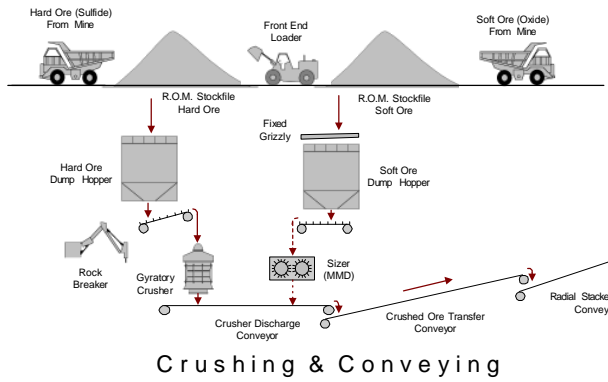 Hard Ore (Sulfide)
From Mine
Front End
Loader
Soft Ore (Oxide)
From Mine
R.O.M. Stockfile
Hard Ore
R.O.M. Stockfile
Soft Ore
Fixed
Grizzly
Hard Ore
Dump Hopper
Soft Ore
Dump Hopper
Rock
Breaker
Gyratory
Crusher
Sizer
(MMD)
Crusher Discharge
Conveyor
Crushed Ore Transfer
Conveyor
Radial Stacke
Convey
Crushing & Conveying